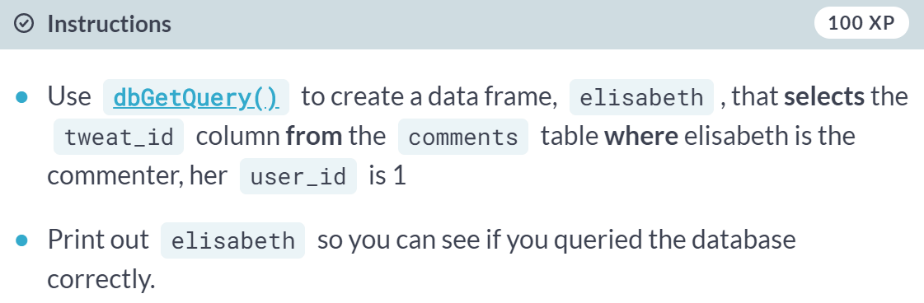 Instructions
100 XP
Use dbGetQuery() to create a data frame, elisabeth , that selects the
tweat_id column from the comments table where elisabeth is the
commenter, her user_id is 1
Print out elisabeth so you can see if you queried the database
correctly.